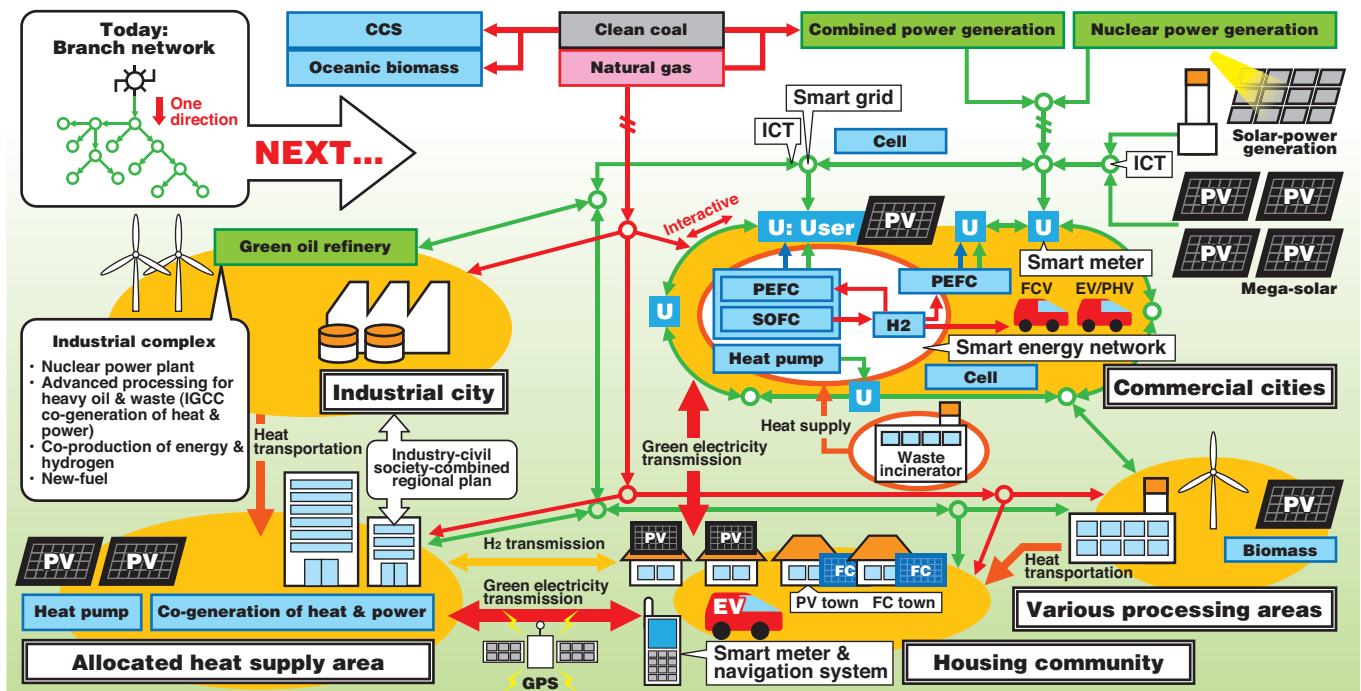 Today:
Branch network
One
direction
NEXT...
CCS
Oceanic biomass
Clean coal
Natural gas
Combined power generation
Nuclear power generation
Smart grid
ICT
Cell
ICT
Solar-power
generation
PV
PV
PV
PV
Mega-solar
Interactive
U: User
PV
U
U
Smart meter
Green oil refinery
PEFC
SOFC
PEFC
H2
FCV
EV/PHV
U
Smart energy network
Heat pump
Cell
U
Commercial cities
Industrial complex
· Nuclear power plant
· Advanced processing for
heavy oil & waste (IGCC
co-generation of heat &
power)
· Co-production of energy &
hydrogen
· New-fuel
Industrial city
Heat
transportation
Industry-civil
society-combined
regional plan
Green electricity
transmission
Heat supply
Waste
incinerator
PV
PV
Heat pump
Co-generation of heat & power
Allocated heat supply area
H2 transmission
Green electricity
transmission
GPS
PV
PV
FC
FC
PV town
FC town
EV
Smart meter &
navigation system
Housing community
Heat
transportation
PV
Biomass
Various processing areas